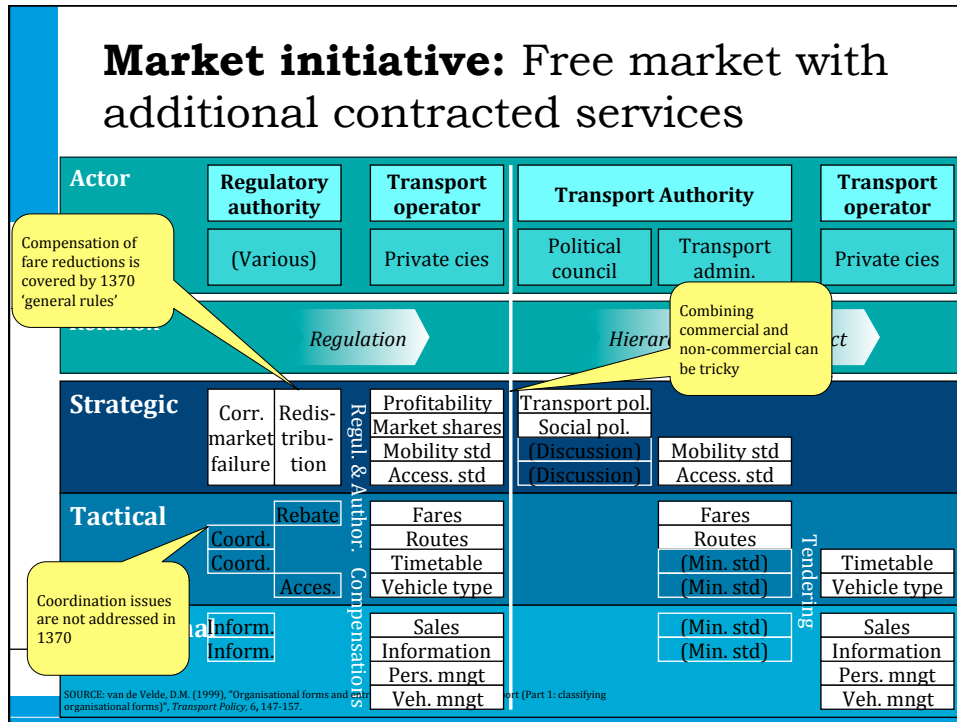 Market initiative: Free market with
additional contracted services
Actor
Regulatory
authority
Transport
operator
Transport Authority
Transport
operator
(Various)
Private cies
Political
council
Transport
admin.
Private cies
Compensation of
fare reductions is
covered by 1370
‘general rules’
Regulation
Combining
commercial and
non-commercial can
be tricky
Strategic
Corr.
market
failure
Redis-
tribu-
tion
Regul. & Author.
Profitability
Market shares
Mobility std
Access. std
Transport pol.
Social pol.
(Discussion)
(Discussion)
Mobility std
Access. std
Tactical
Rebate
Coord.
Coord.
Acces.
Compensations
Fares
Routes
Timetable
Vehicle type
Fares
Routes
(Min. std)
(Min. std)
Tendering
Timetable
Vehicle type
Coordination issues
are not addressed in
1370
Inform.
Inform.
Sales
Information
Pers. mngt
Veh. mngt
(Min. std)
(Min. std)
Sales
Information
Pers. mngt
Veh. mngt
SOURCE: van de Velde, D.M. (1999), "Organisational forms and (Part 1: classifying
organisational forms)", Transport Policy, 6, 147-157.